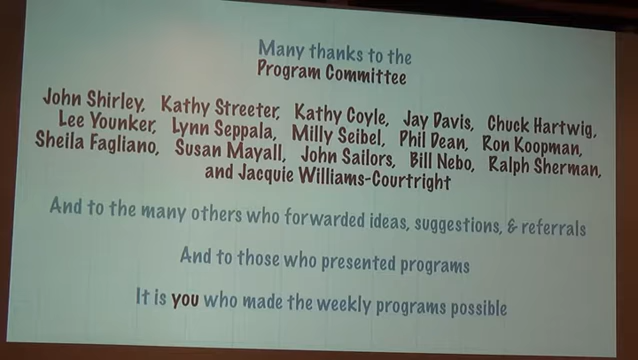 Many thanks to the
Program Committee
John Shirley, Kathy Streeter, Kathy Coyle, Jay Davis, Chuck Hartwig,
Lee Younker, Lynn Seppala, Milly Seibel, Phil Dean, Ron Koopman,
Sheila Fagliano, Susan Mayall, John Sailors, Bill Nebo, Ralph Sherman,
and Jacquie Williams-Courtright
And to the many others who forwarded ideas, suggestions, & referrals
And to those who presented programs
It is you who made the weekly programs possible